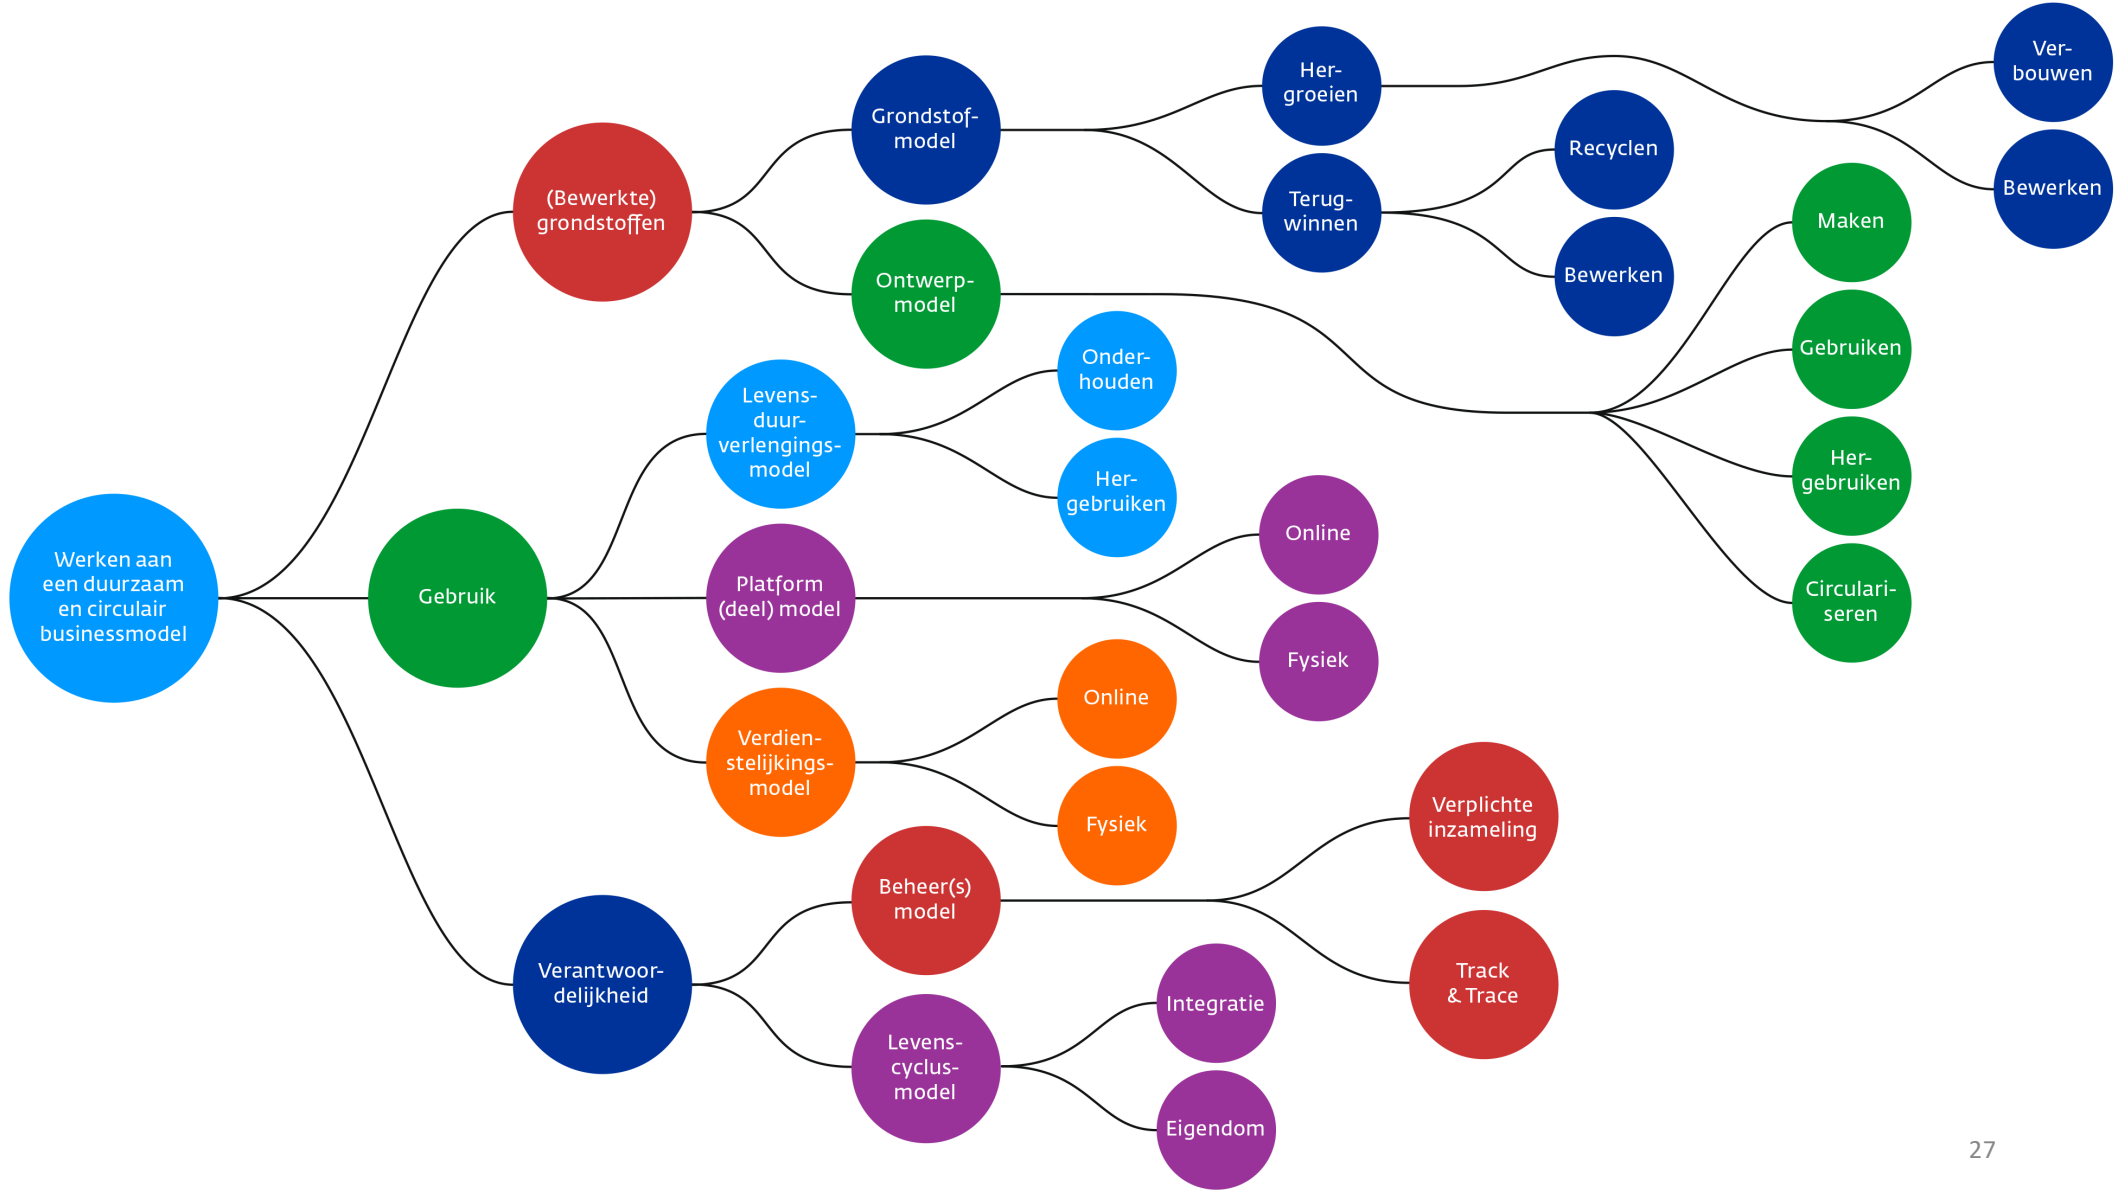 Werken aan
een duurzaam
en circulair
businessmodel
(Bewerkte)
grondstoffen
Grondstof-
model
Her-
groeien
Ver-
bouwen
Bewerken
Terug-
winnen
Recyclen
Bewerken
Ontwerp-
model
Maken
Gebruiken
Her-
gebruiken
Circulari-
seren
Gebruik
Levens-
duur-
verlengings-
model
Onder-
houden
Her-
gebruiken
Platform
(deel) model
Online
Fysiek
Verdien-
stelijkings-
model
Online
Fysiek
Verantwoor-
delijkheid
Beheer(s)
model
Verplichte
inzameling
Track
& Trace
Levens-
cyclus-
model
Integratie
Eigendom
27